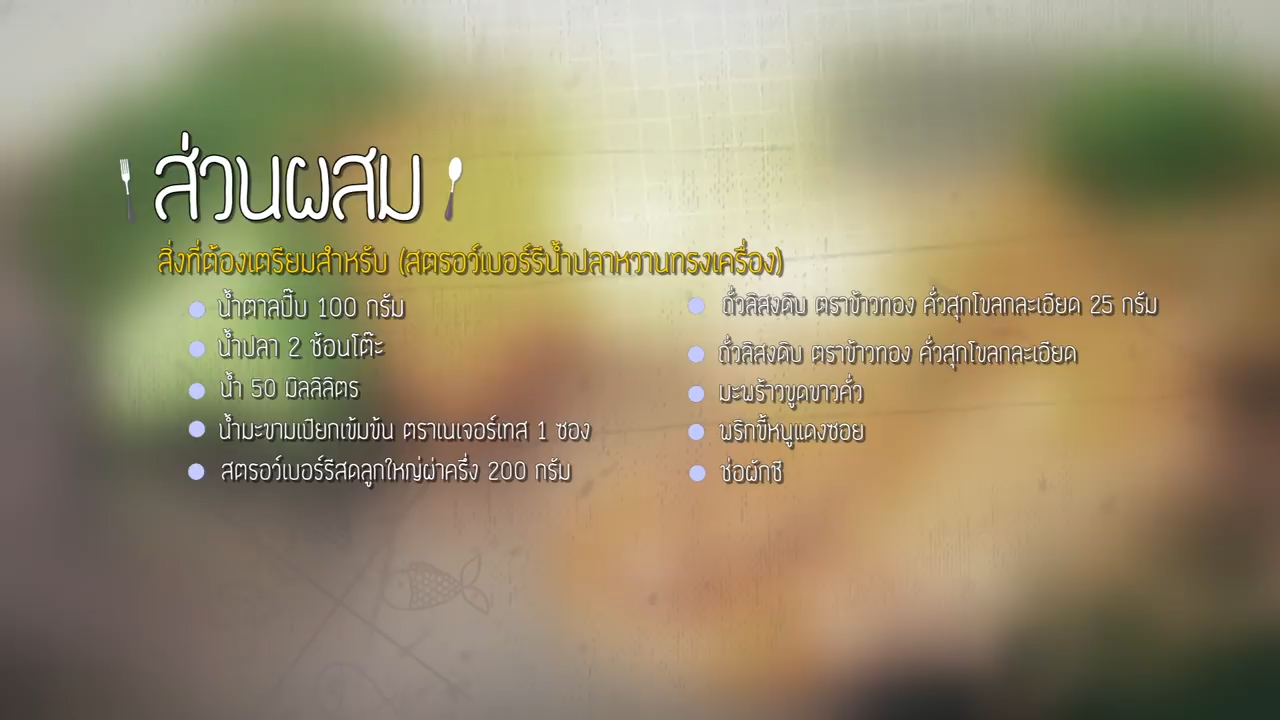 ส่วนผสม
สิ่งที่ต้องเตรียมสำหรับ (สตรอว์เบอร์รีน้ำปลาหวานทรงเครื่อง)
น้ำตาลปี๊บ 100 กรัม
น้ำปลา 2 ช้อนโต๊ะ
น้ำ 50 มิลลิลิตร
น้ำมะขามเปียกเข้มข้น ตราเนเจอร์เทส 1 ซอง
สตรอว์เบอร์รีสดลูกใหญ่ผ่าครึ่ง 200 กรัม
ถั่วลิสงดิบ ตราข้าวทอง คั่วสุกโขลกละเอียด 25 กรัม
ถั่วลิสงดิบ ตราข้าวทอง คั่วสุกโขลกละเอียด
มะพร้าวขูดขาวคั่ว
พริกขี้หนูแดงซอย
ช่อผักชี